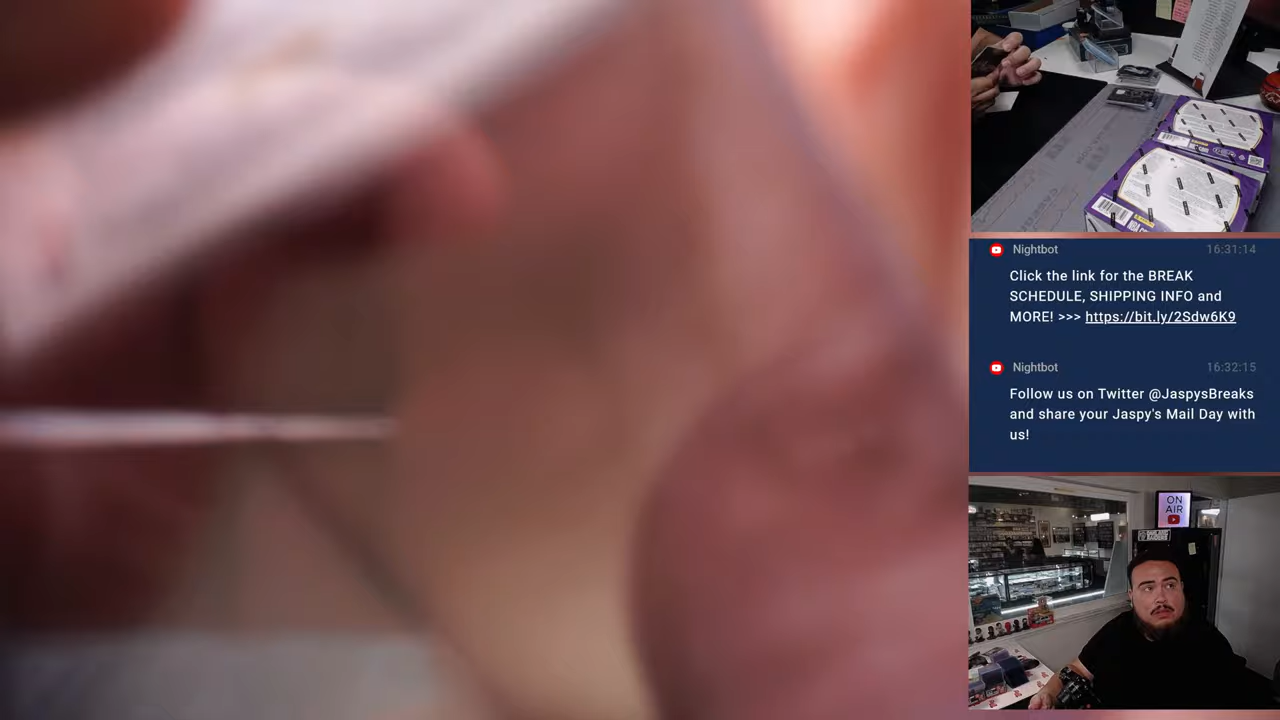 Nightbot 16:31:14
Click the link for the BREAK
SCHEDULE, SHIPPING INFO and
MORE! >>> https://bit.ly/2Sdw6K9
Nightbot 16:32:15
Follow us on Twitter @JaspysBreaks
and share your Jaspy's Mail Day with
us!
ON
AIR